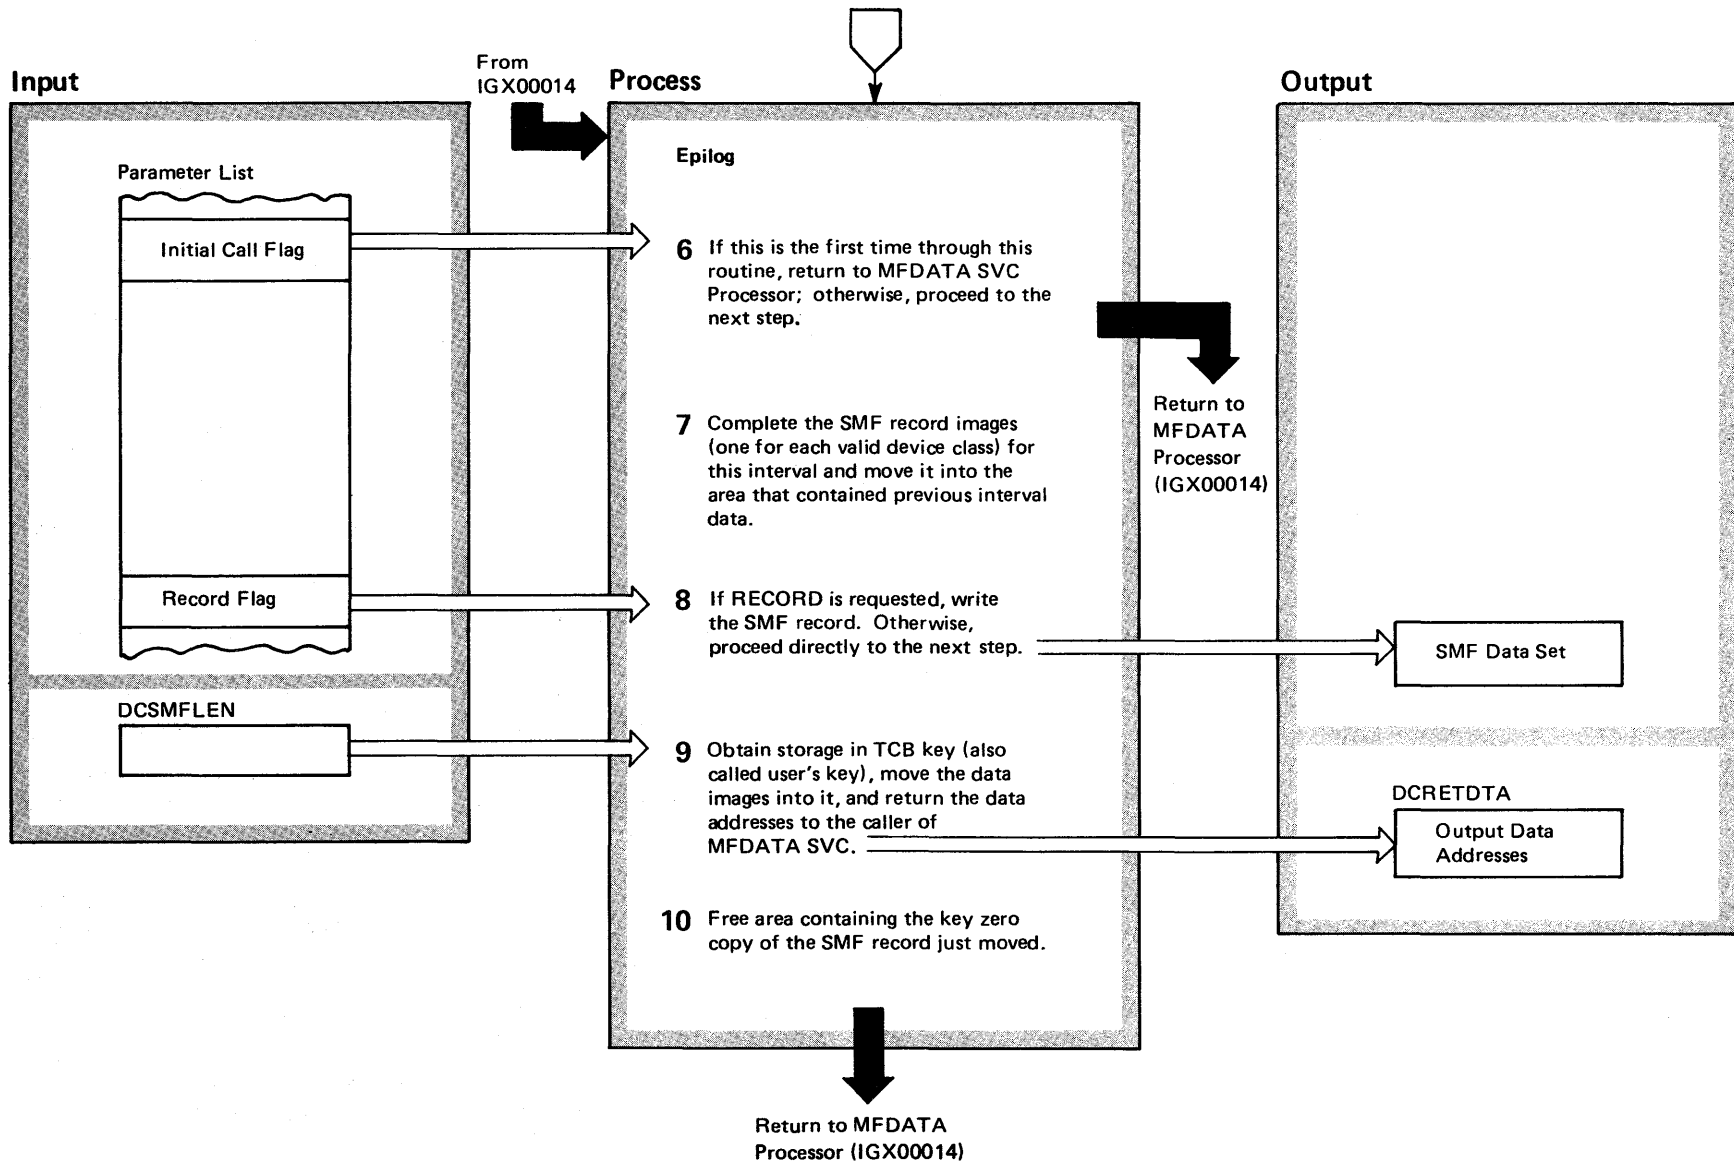 Input
From
IGX00014
Process
Output
Parameter List
Initial Call Flag
Record Flag
DCSMFLEN
Epilog
6 If this is the first time through this
routine, return to MFDATA SVC
Processor; otherwise, proceed to the
next step.
Return to
MFDATA
Processor
(IGX00014)
7 Complete the SMF record images
(one for each valid device class) for
this interval and move it into the
area that contained previous interval
data.
8 If RECORD is requested, write
the SMF record. Otherwise,
proceed directly to the next step.
SMF Data Set
9 Obtain storage in TCB key (also
called user's key), move the data
images into it, and return the data
addresses to the caller of
MFDATA SVC.
DCRETDTA
Output Data
Addresses
10 Free area containing the key zero
copy of the SMF record just moved.
Return to MFDATA
Processor (IGX00014)